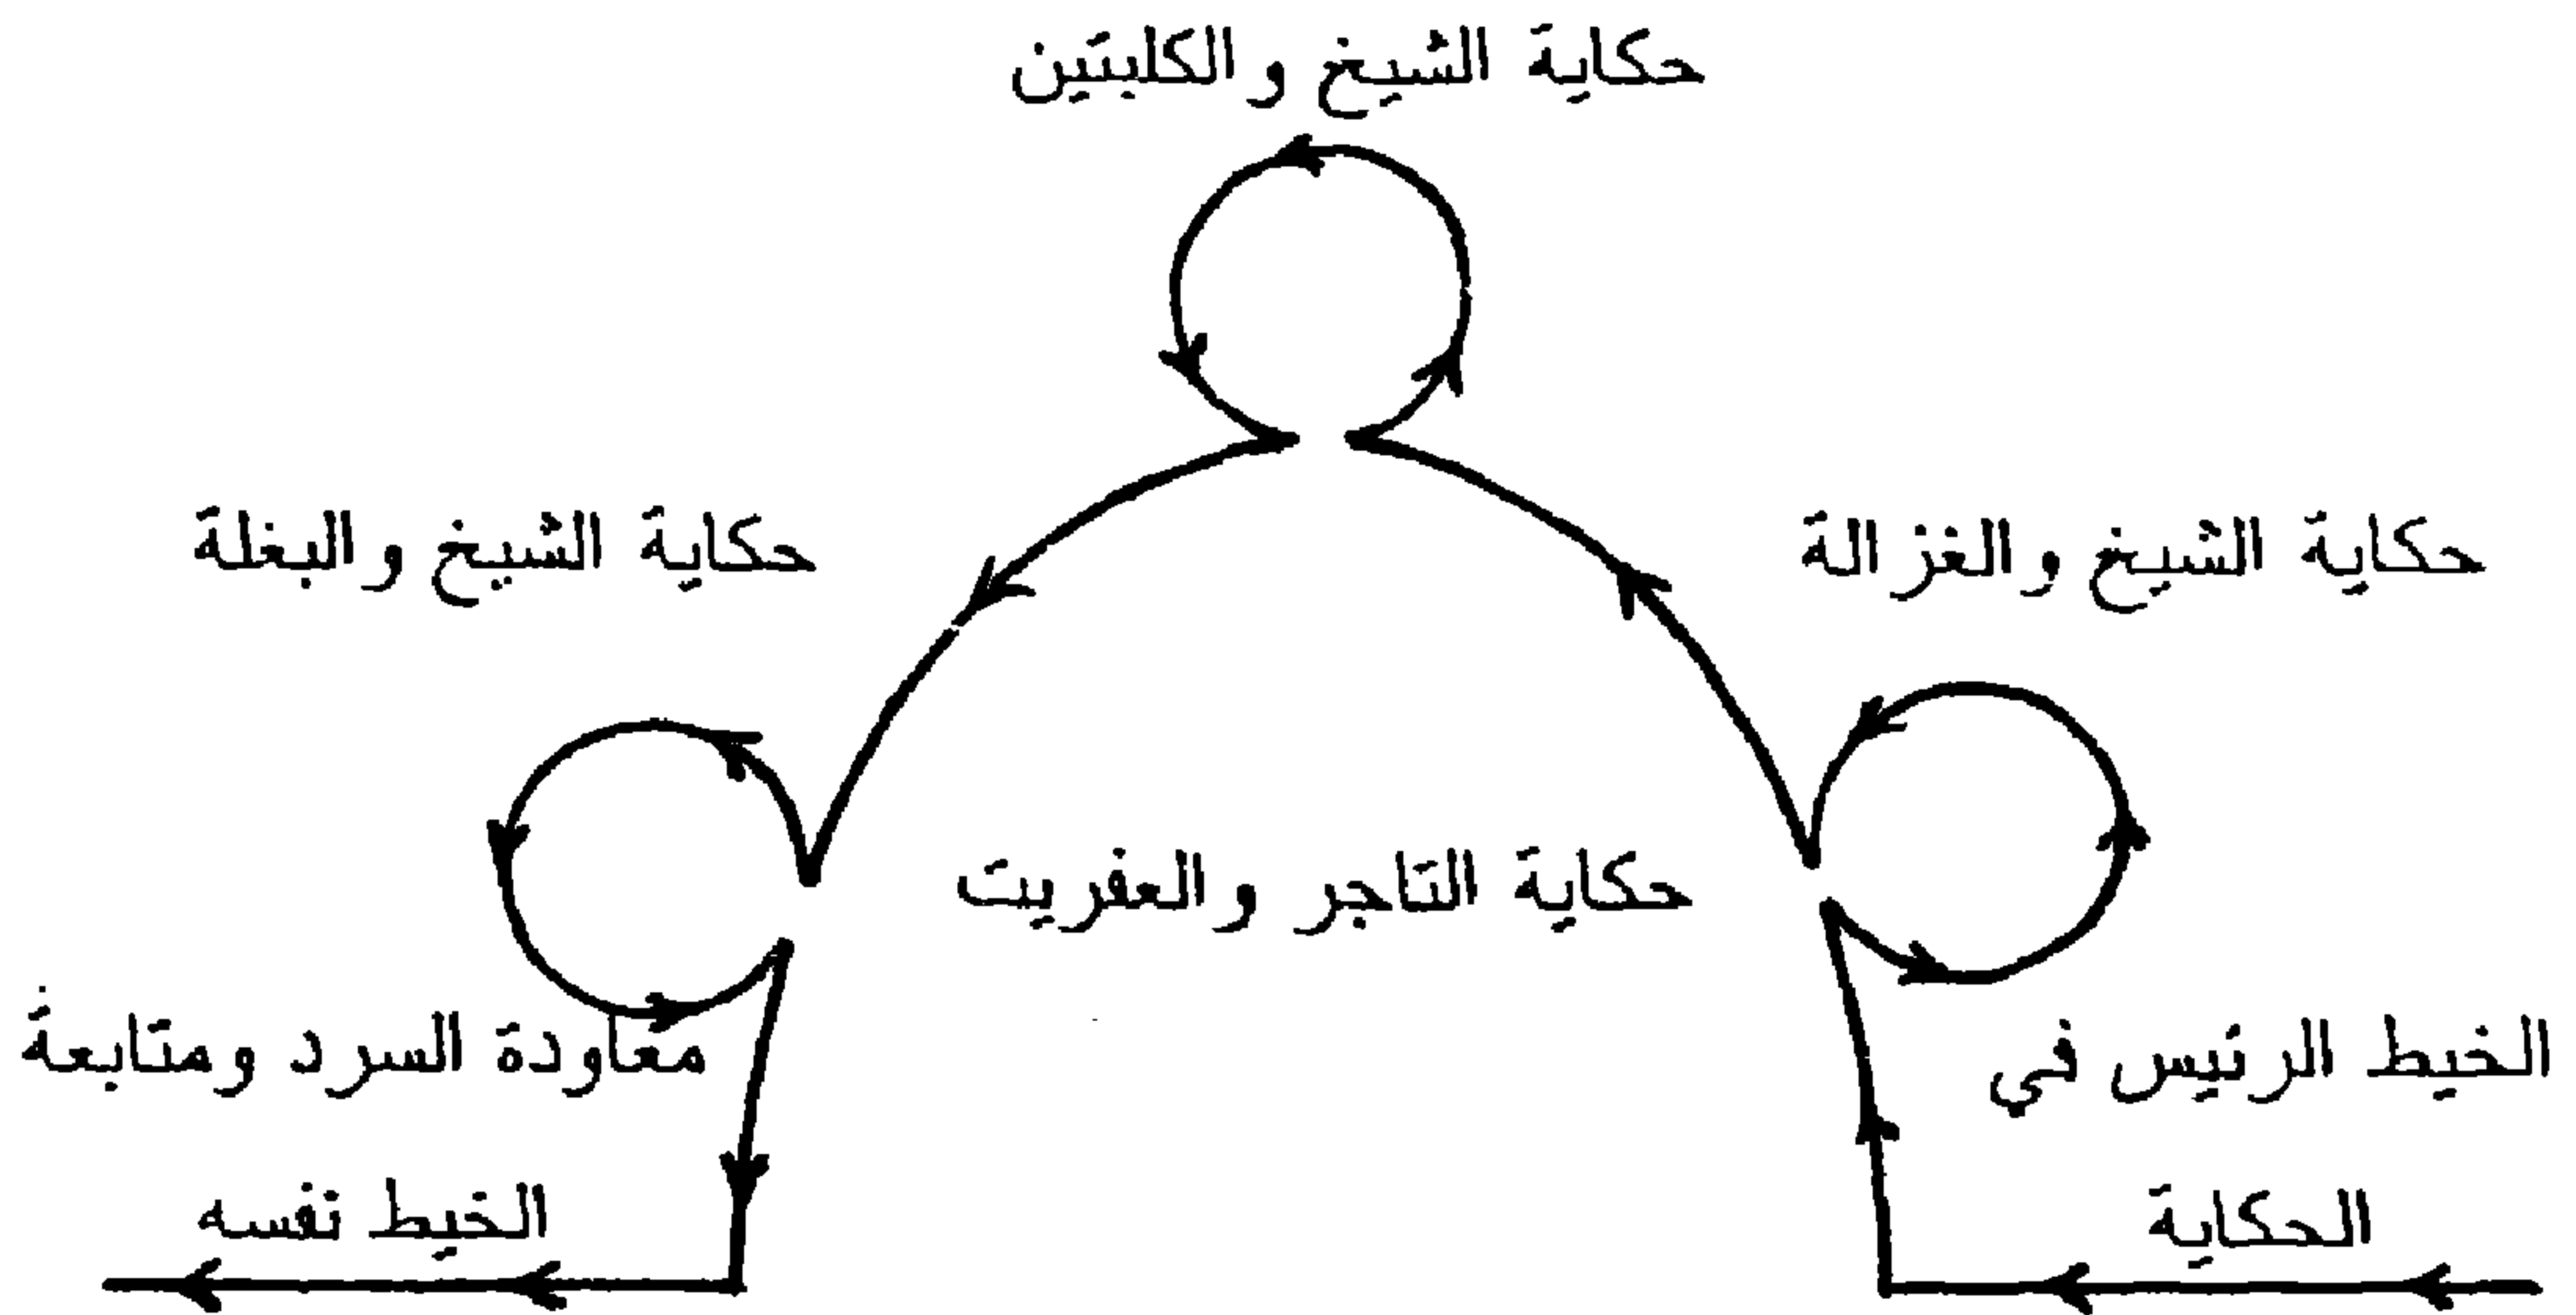 حكاية الشيخ والكلبتين
حكاية الشيخ والغزالة
حكاية الشيخ والبغلة
حكاية التاجر والعفريت
الخيط الرئيس في
الحكاية
معاودة السرد ومتابعة
الخيط نفسه